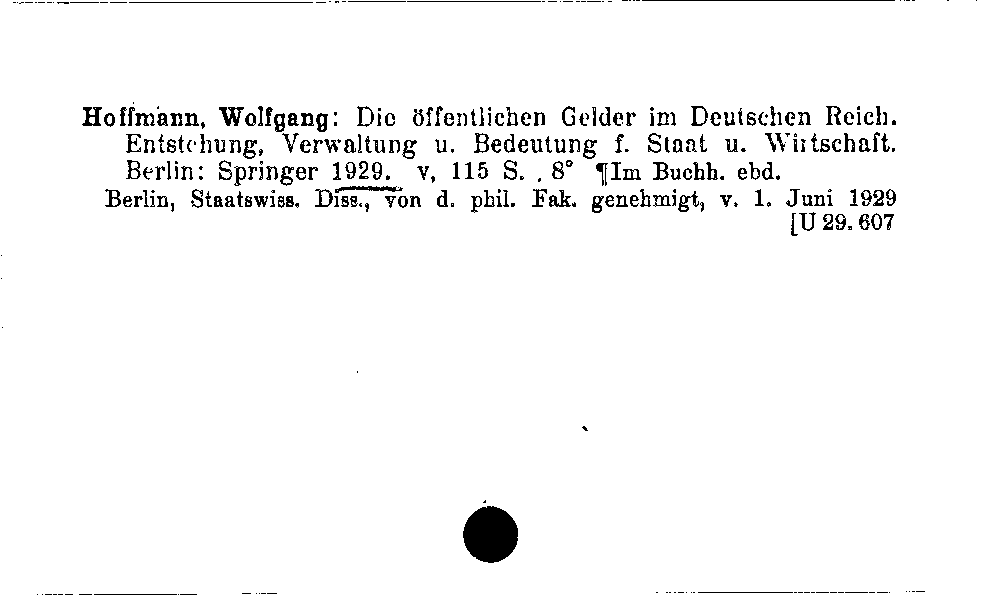 Hoffmann, Wolfgang: Die öffentlichen Gelder im Deutschen Reich.
Entstehung, Verwaltung u. Bedeutung f. Staat u. Wirtschaft.
Berlin: Springer 1929. V, 115 S. . 8° ¶Im Buchh. ebd.
Berlin, Staatswiss. Diss., von d. phil. Fak. genehmigt, v. 1. Juni 1929
[U 29. 607